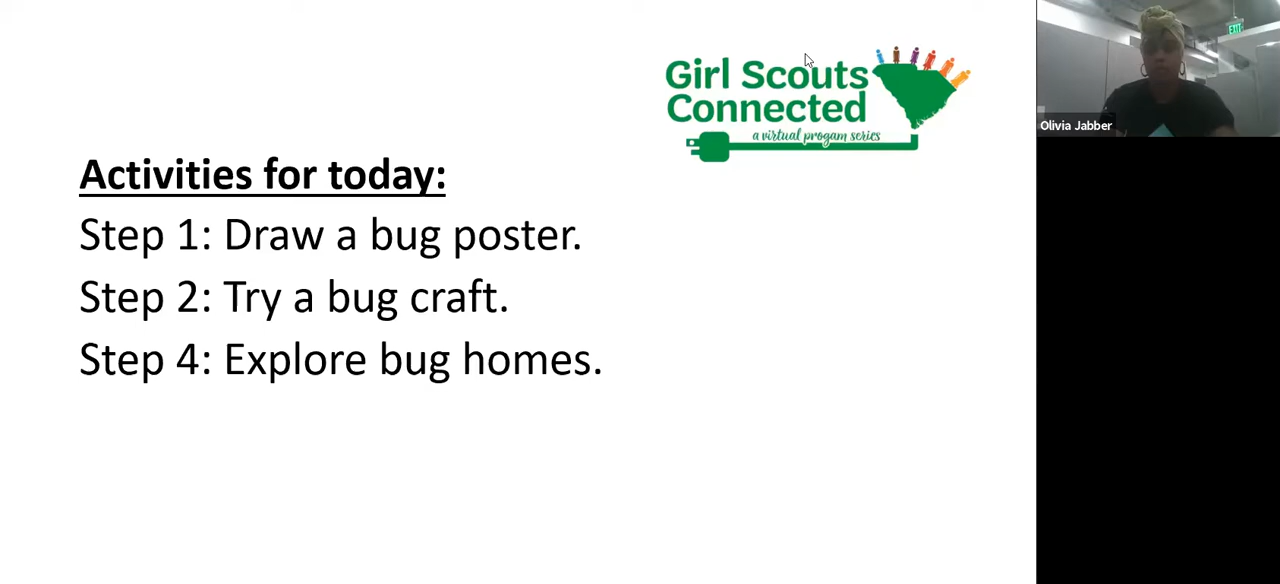 Girl Scouts
Connected
a virtual progam series
Activities for today:
Step 1: Draw a bug poster.
Step 2: Try a bug craft.
Step 4: Explore bug homes.
EXIT
Olivia Jabber